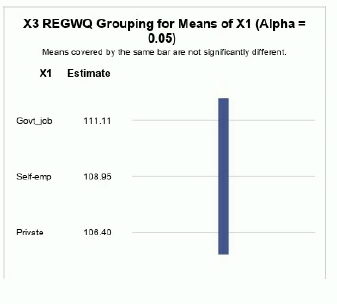 X3 REGWQ Grouping for Means of X1 (Alpha =
0.05)
Means covered by the same bar are not significantly different.
X1 Estimate
Govt_job 111.11
Self-emp 108.95
Private 106.40